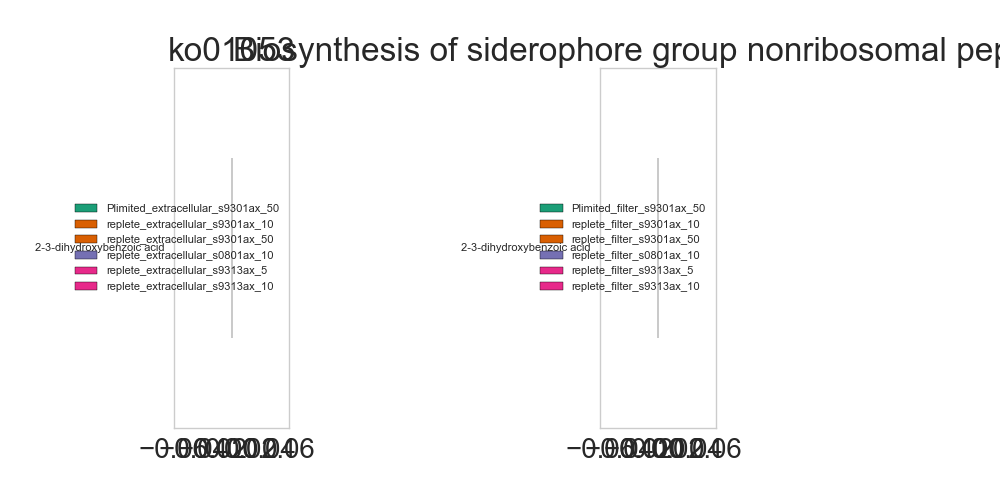 ko01053
Biosynthesis of siderophore group nonribosomal pep
Plimited_extracellular_s9301ax_50
replete_extracellular_s9301ax_10
replete_extracellular_s9301ax_50
2-3-dihydroxybenzoic acid
replete_extracellular_s0801ax_10
replete_extracellular_s9313ax_5
replete_extracellular_s9313ax_10
Plimited_filter_s9301ax_50
replete_filter_s9301ax_10
replete_filter_s9301ax_50
2-3-dihydroxybenzoic acid
replete_filter_s0801ax_10
replete_filter_s9313ax_5
replete_filter_s9313ax_10